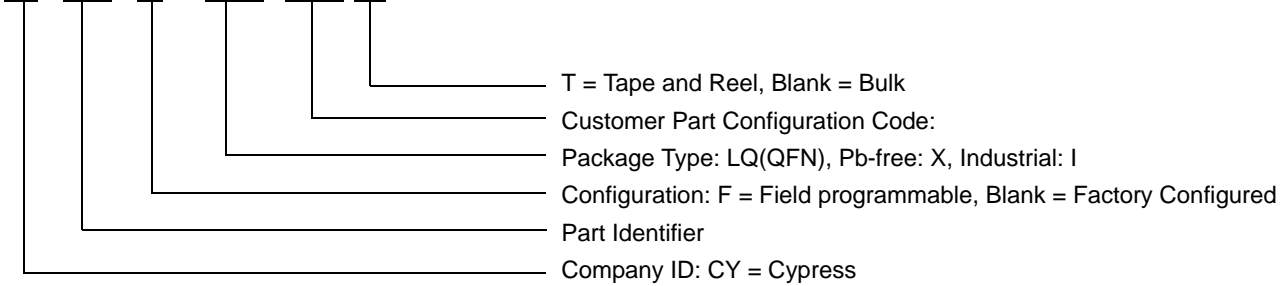 T = Tape and Reel, Blank = Bulk
Customer Part Configuration Code:
Package Type: LQ(QFN), Pb-free: X, Industrial: I
Configuration: F = Field programmable, Blank = Factory Configured
Part Identifier
Company ID: CY = Cypress